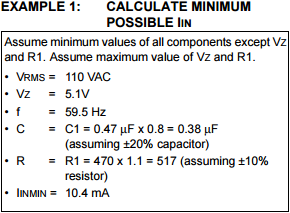 EXAMPLE 1: CALCULATE MINIMUM
POSSIBLE IIN
Assume minimum values of all components except Vz
and R1. Assume maximum value of Vz and R1.
• VRMS = 110 VAC
• VZ = 5.1V
• f = 59.5 Hz
• C = C1 = 0.47 μF x 0.8 = 0.38 μF
(assuming ±20% capacitor)
• R = R1 = 470 x 1.1 = 517 (assuming ±10%
resistor)
• IINMIN = 10.4 mA